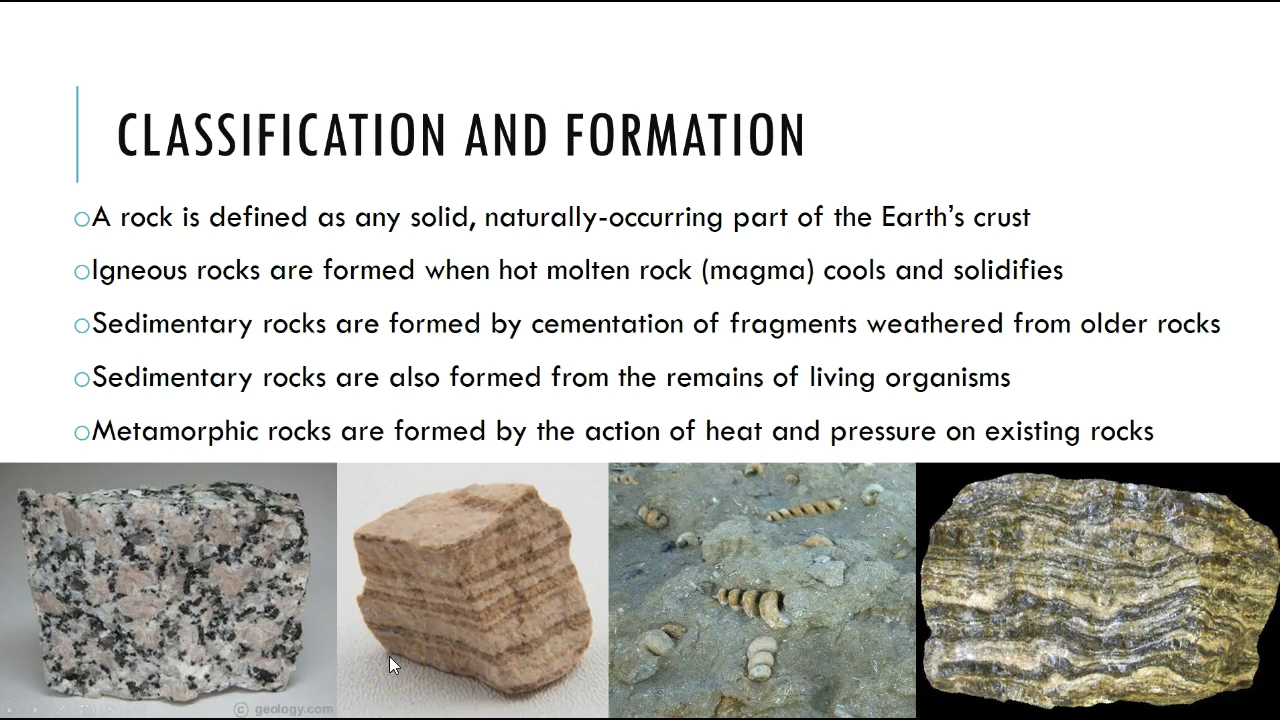 CLASSIFICATION AND FORMATION
A rock is defined as any solid, naturally-occurring part of the Earth’s crust
Igneous rocks are formed when hot molten rock (magma) cools and solidifies
Sedimentary rocks are formed by cementation of fragments weathered from older rocks
Sedimentary rocks are also formed from the remains of living organisms
Metamorphic rocks are formed by the action of heat and pressure on existing rocks
© geology.com